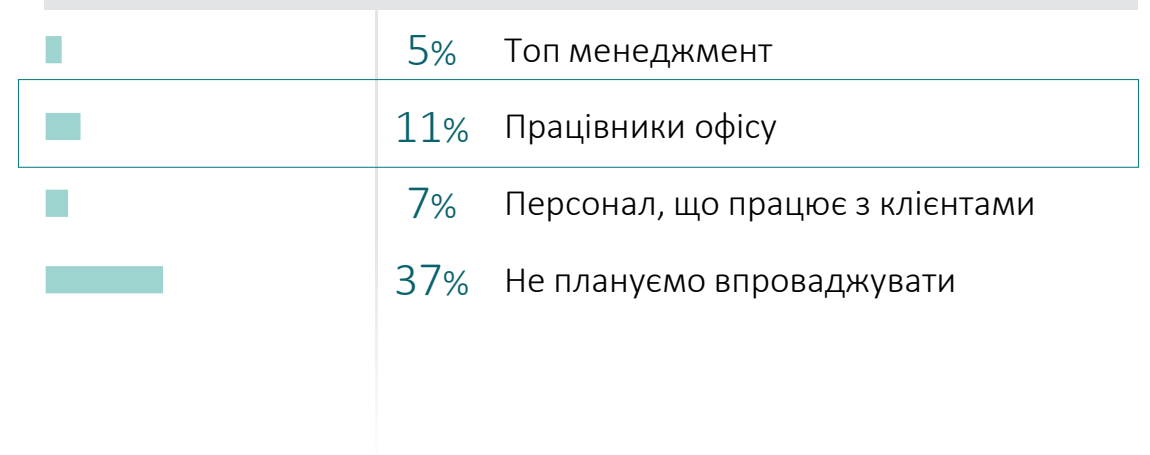 5% Топ менеджмент
11% Працівники офісу
7% Персонал, що працює з клієнтами
37% Не плануємо впроваджувати